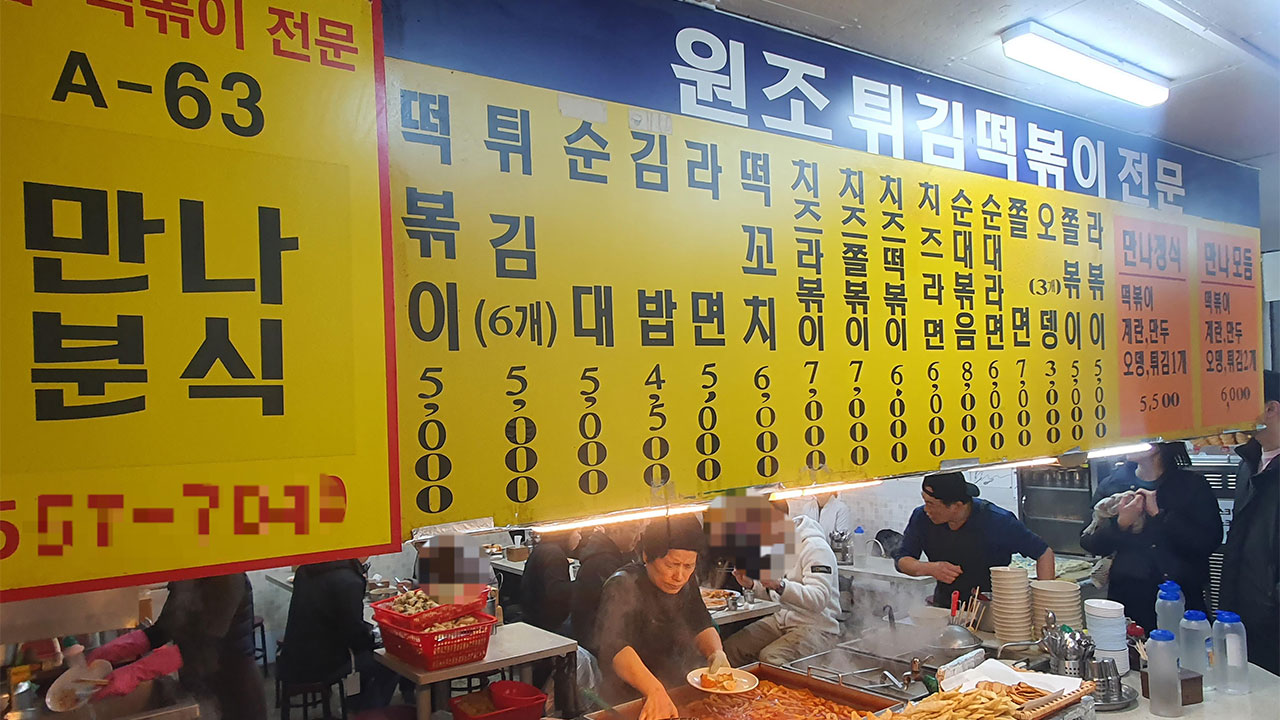 떡볶이 전문
A-63
만나
분식
원조튀김떡볶이 전문
떡볶이 5,000
튀김(6개) 5,000
순대 5,000
김밥 4,500
라면 5,000
떡꼬치 6,000
치즈라볶이 7,000
치즈쫄볶이 7,000
치즈떡볶이 6,000
치즈라면 6,000
순대볶음 8,000
순대라면 6,000
쫄면 7,000
오뎅(3개) 3,000
쫄볶이 5,000
라볶이 5,000
만나정식
떡볶이
계란,만두
오뎅,튀김1개
5,500
만나모듬
떡볶이
계란,만두
오뎅,튀김2개
6,000